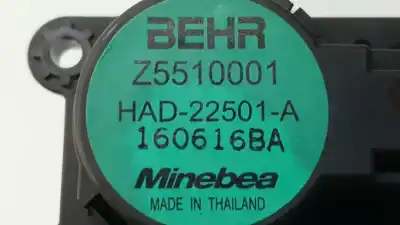 BEHR
Z5510001
HAD-22501-A
160616BA
Minebea
MADE IN THAILAND